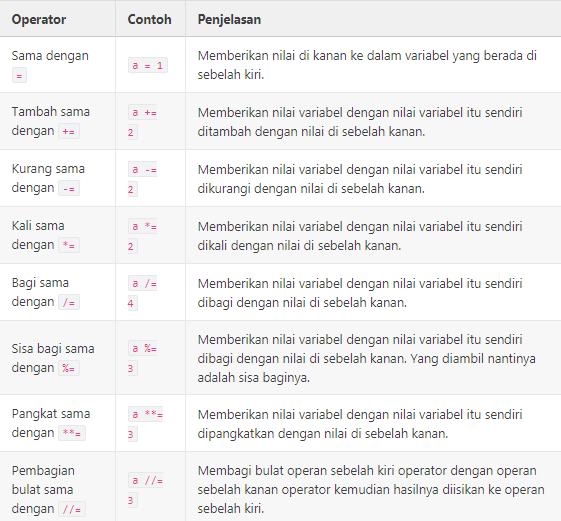 Operator Contoh Penjelasan
Sama dengan
=
a = 1
Memberikan nilai di kanan ke dalam variabel yang berada di
sebelah kiri.
Tambah sama
dengan +=
a +=
2
Memberikan nilai variabel dengan nilai variabel itu sendiri
ditambah dengan nilai di sebelah kanan.
Kurang sama
dengan -=
a -=
2
Memberikan nilai variabel dengan nilai variabel itu sendiri
dikurangi dengan nilai di sebelah kanan.
Kali sama
dengan *=
a *=
2
Memberikan nilai variabel dengan nilai variabel itu sendiri
dikali dengan nilai di sebelah kanan.
Bagi sama
dengan /=
a /=
4
Memberikan nilai variabel dengan nilai variabel itu sendiri
dibagi dengan nilai di sebelah kanan.
Sisa bagi sama
dengan %=
a %=
3
Memberikan nilai variabel dengan nilai variabel itu sendiri
dibagi dengan nilai di sebelah kanan. Yang diambil nantinya
adalah sisa baginya.
Pangkat sama
dengan **=
a **=
3
Memberikan nilai variabel dengan nilai variabel itu sendiri
dipangkatkan dengan nilai di sebelah kanan.
Pembagian
bulat sama
dengan //=
a //=
3
Membagi bulat operan sebelah kiri operator dengan operan
sebelah kanan operator kemudian hasilnya diisikan ke operan
sebelah kiri.